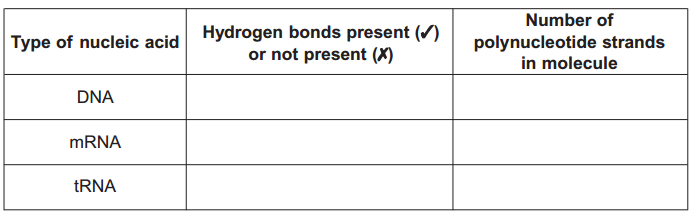 Type of nucleic acid
Hydrogen bonds present (✓)
or not present (✗)
Number of
polynucleotide strands
in molecule
DNA
mRNA
tRNA